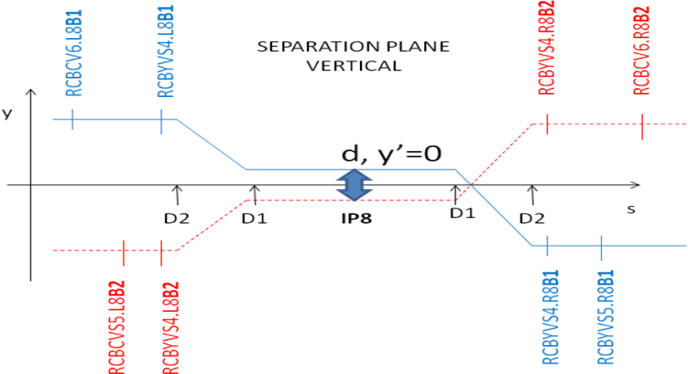 SEPARATION PLANE
VERTICAL
RCBCV6.L8B1
RCBYVS4.L8B1
RCBYVS4.R8B2
RCBCV6.R8B2
y
d, y'=0
D2
D1
IP8
D1
D2
s
RCBCVS5.L8B2
RCBYVS4.L8B2
RCBYVS4.R8B1
RCBYVS5.R8B1